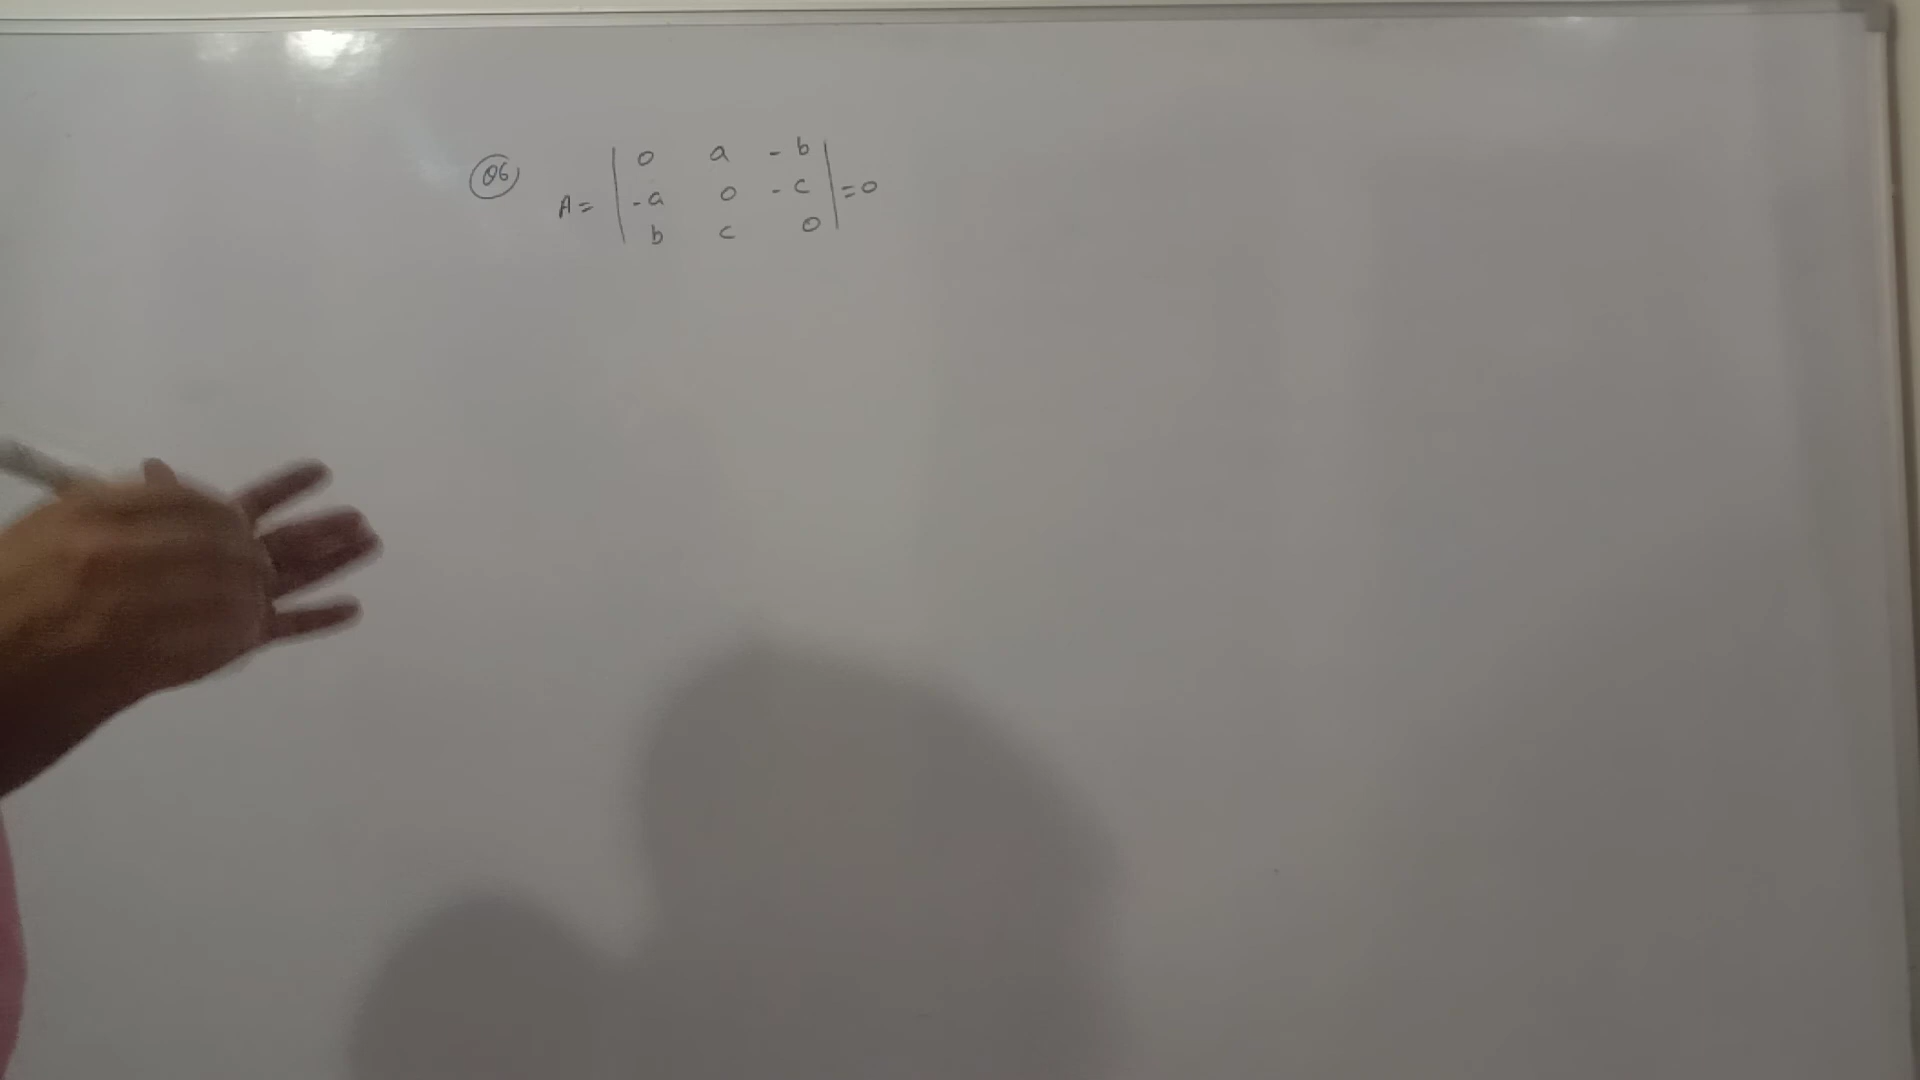 Q6 A = | 0 a -b |
| -a 0 -c | = 0
| b c 0 |